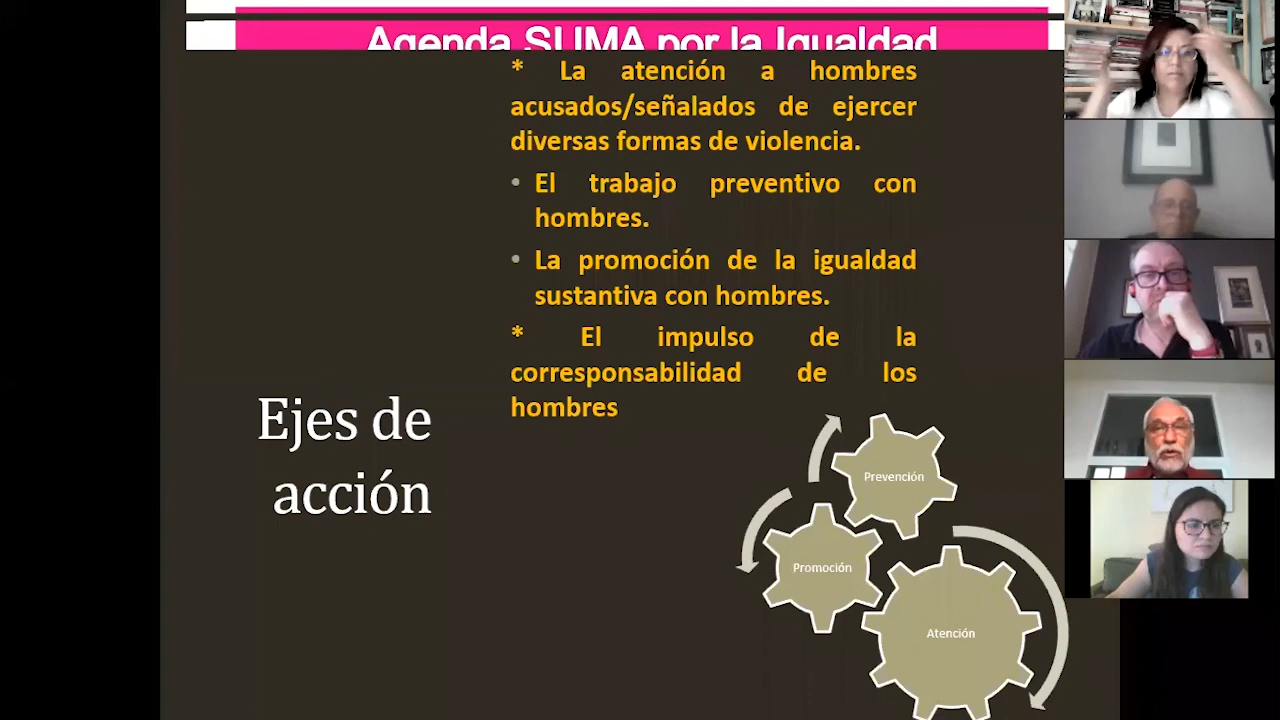 Agenda SUMA por la Igualdad
* La atención a hombres
acusados/señalados de ejercer
diversas formas de violencia.
• El trabajo preventivo con
hombres.
• La promoción de la igualdad
sustantiva con hombres.
* El impulso de la
corresponsabilidad de los
hombres
Ejes de
acción
Prevención
Promoción
Atención